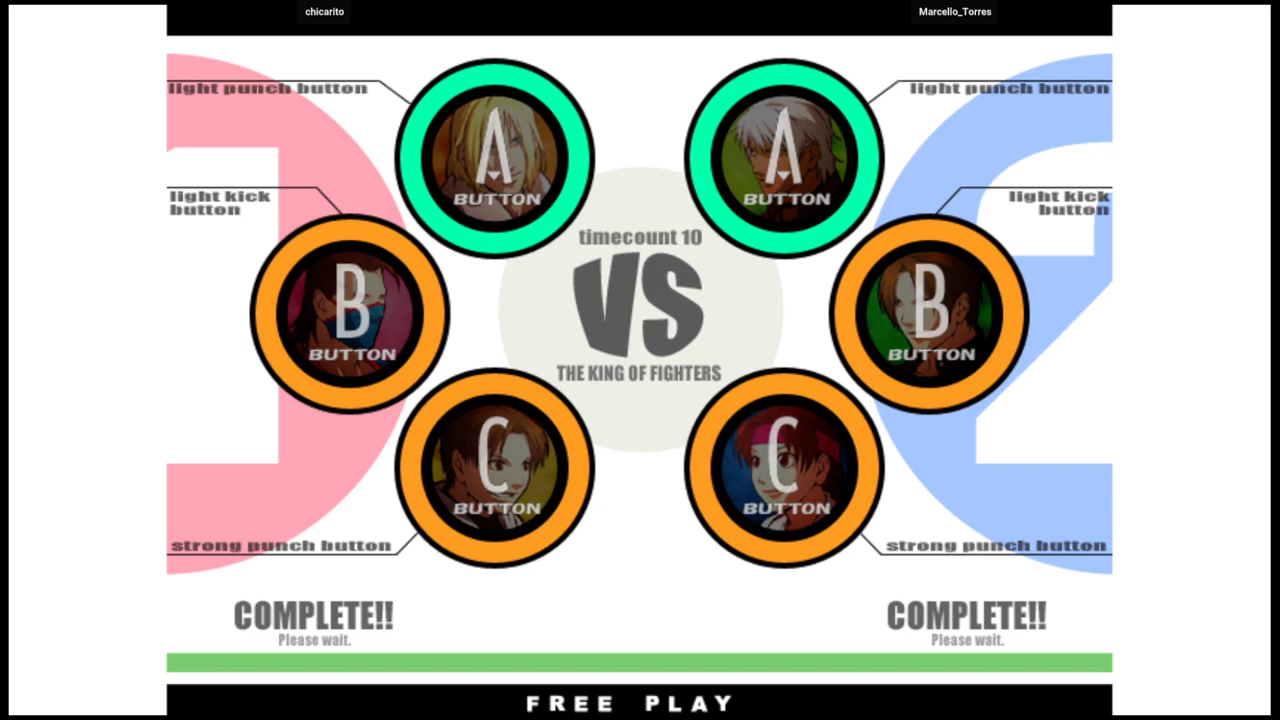 chicarito
Marcello_Torres
light punch button
light punch button
A
BUTTON
A
BUTTON
light kick
button
light kick
button
timecount 10
VS
THE KING OF FIGHTERS
B
BUTTON
B
BUTTON
C
BUTTON
C
BUTTON
strong punch button
strong punch button
COMPLETE!!
Please wait.
COMPLETE!!
Please wait.
FREE PLAY
1
2